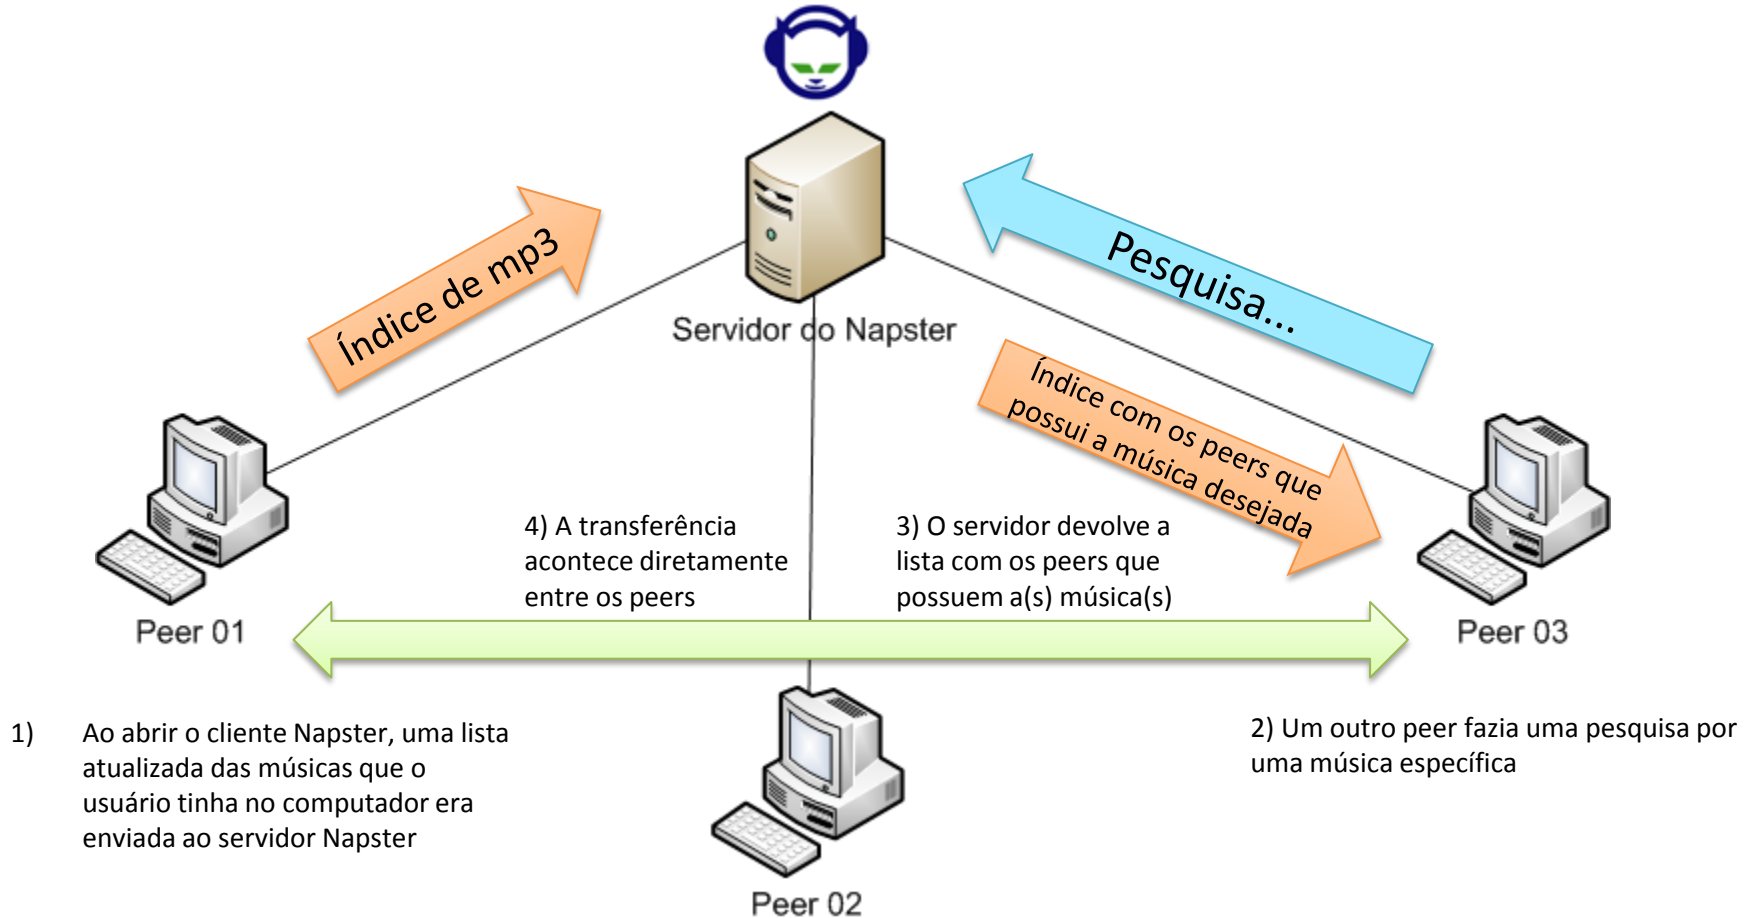 Índice de mp3
Pesquisa...
Servidor do Napster
Índice com os peers que
possui a música desejada
4) A transferência
acontece diretamente
entre os peers
3) O servidor devolve a
lista com os peers que
possuem a(s) música(s)
Peer 01
Peer 03
1) Ao abrir o cliente Napster, uma lista
atualizada das músicas que o
usuário tinha no computador era
enviada ao servidor Napster
2) Um outro peer fazia uma pesquisa por
uma música específica
Peer 02